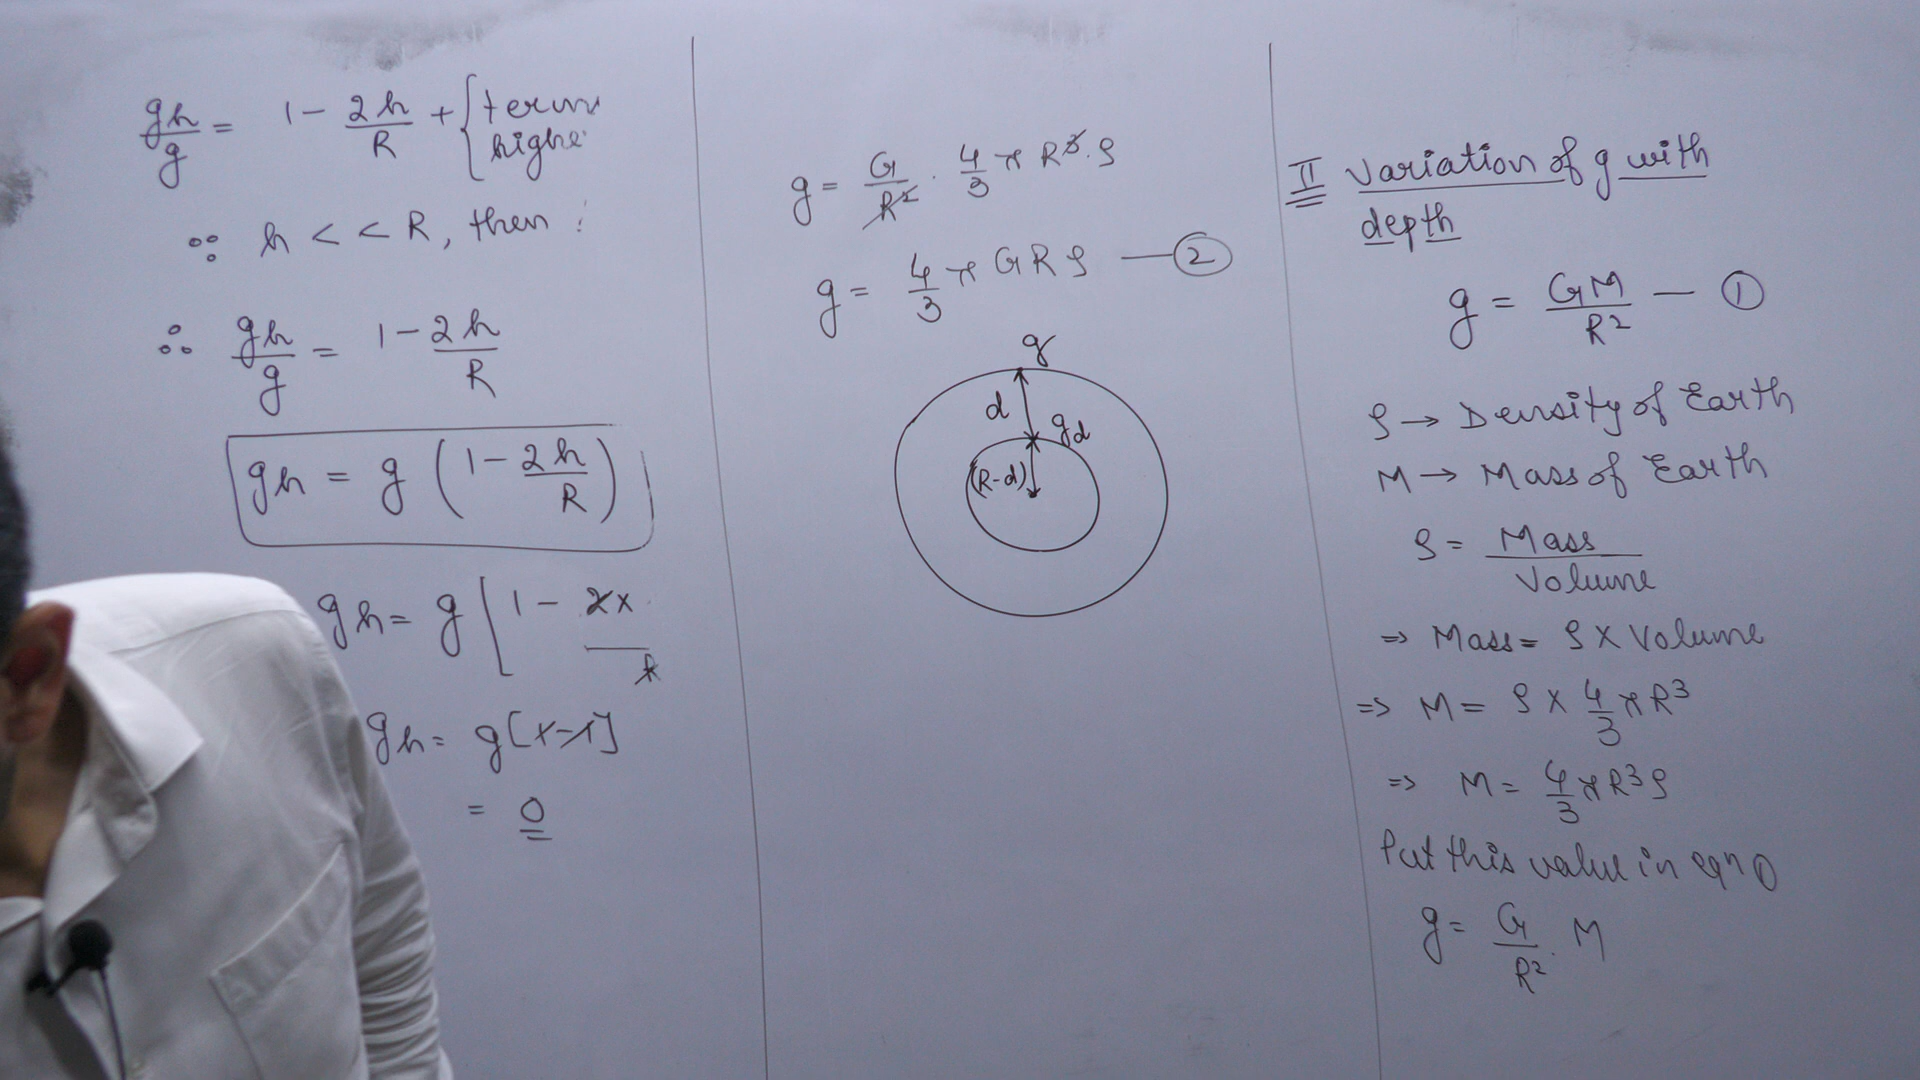 gh/g = 1 - 2h/R + {term
highe
∵ h < < R, then
∴ gh/g = 1 - 2h/R
gh = g (1 - 2h/R)
gh = g [1 - 2x
gh = g[1-1]
= 0
g = G/R² · 4/3 π R³ · ρ
g = 4/3 π G R ρ — ②
g
d
gd
(R-d)
II Variation of g with
depth
g = GM/R² — ①
ρ → Density of Earth
M → Mass of Earth
ρ = Mass/Volume
⇒ Mass = ρ × Volume
⇒ M = ρ × 4/3 π R³
⇒ M = 4/3 π R³ ρ
Put this value in eqn ①
g = G/R² · M